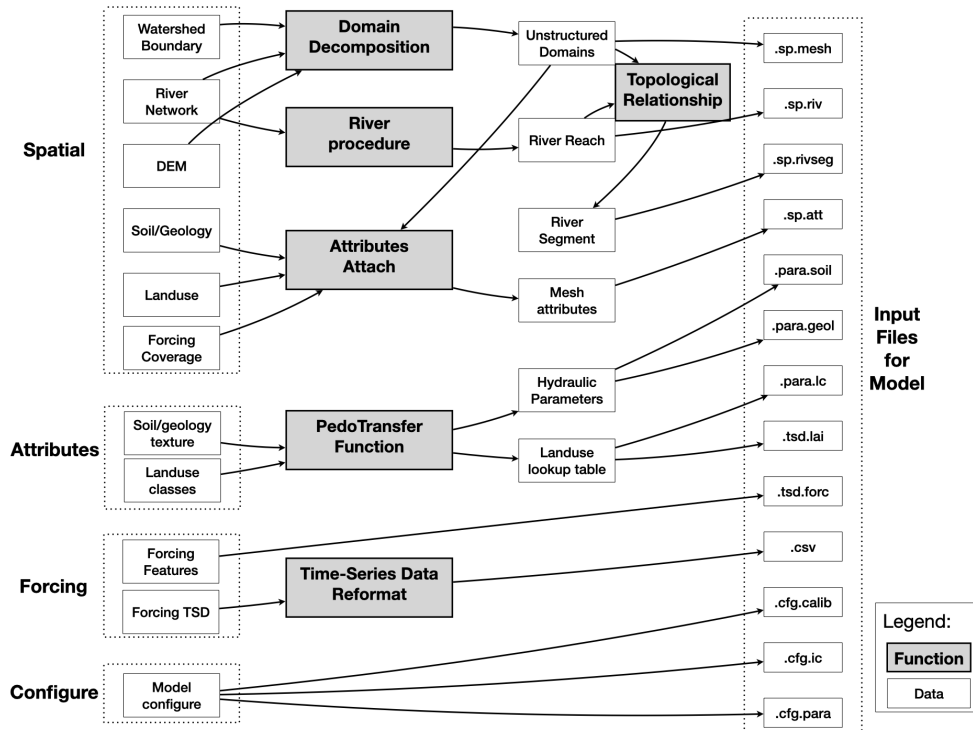 Spatial
Watershed
Boundary
River
Network
DEM
Soil/Geology
Landuse
Forcing
Coverage
Domain
Decomposition
River
procedure
Attributes
Attach
Unstructured
Domains
Topological
Relationship
River Reach
River
Segment
Mesh
attributes
Attributes
Soil/geology
texture
Landuse
classes
PedoTransfer
Function
Hydraulic
Parameters
Landuse
lookup table
Forcing
Forcing
Features
Forcing TSD
Time-Series Data
Reformat
Configure
Model
configure
.sp.mesh
.sp.riv
.sp.rivseg
.sp.att
.para.soil
.para.geol
.para.lc
.tsd.lai
.tsd.forc
.csv
.cfg.calib
.cfg.ic
.cfg.para
Input
Files
for
Model
Legend:
Function
Data